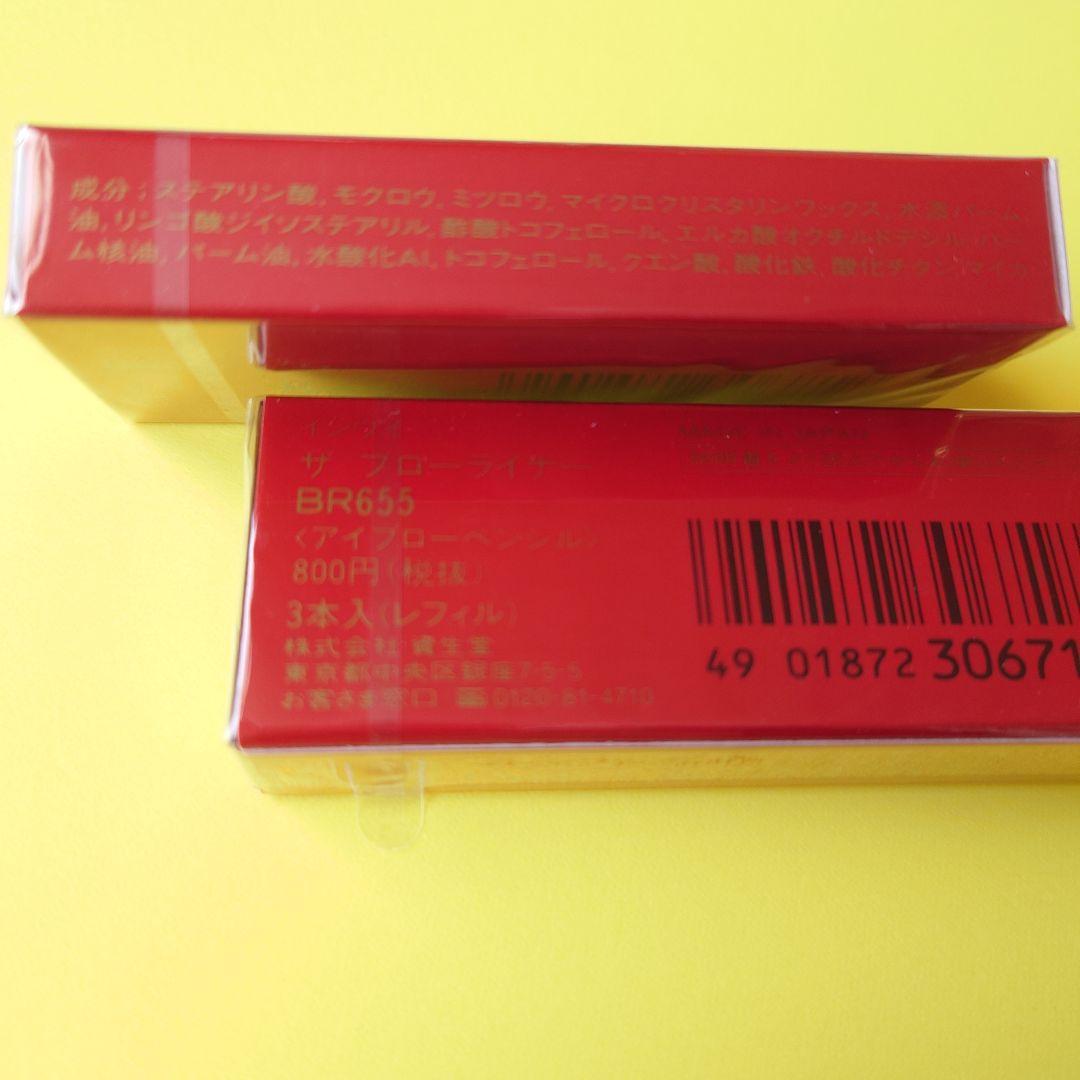 成分:ステアリン酸,モクロウ,ミツロウ,マイクロクリスタリンワックス,水添パーム
油,リンゴ酸ジイソステアリル,酢酸トコフェロール,エルカ酸オクチルドデシル,パー
ム核油,パーム油,水酸化Al,トコフェロール,クエン酸,酸化鉄,酸化チタン,マイカ
インウイ
ザ ブローライナー
BR655
〈アイブローペンシル〉
800円(税抜)
3本入(レフィル)
株式会社 資生堂
東京都中央区銀座7-5-5
お客さま窓口 0120-81-4710
MADE IN JAPAN
49 01872 30671